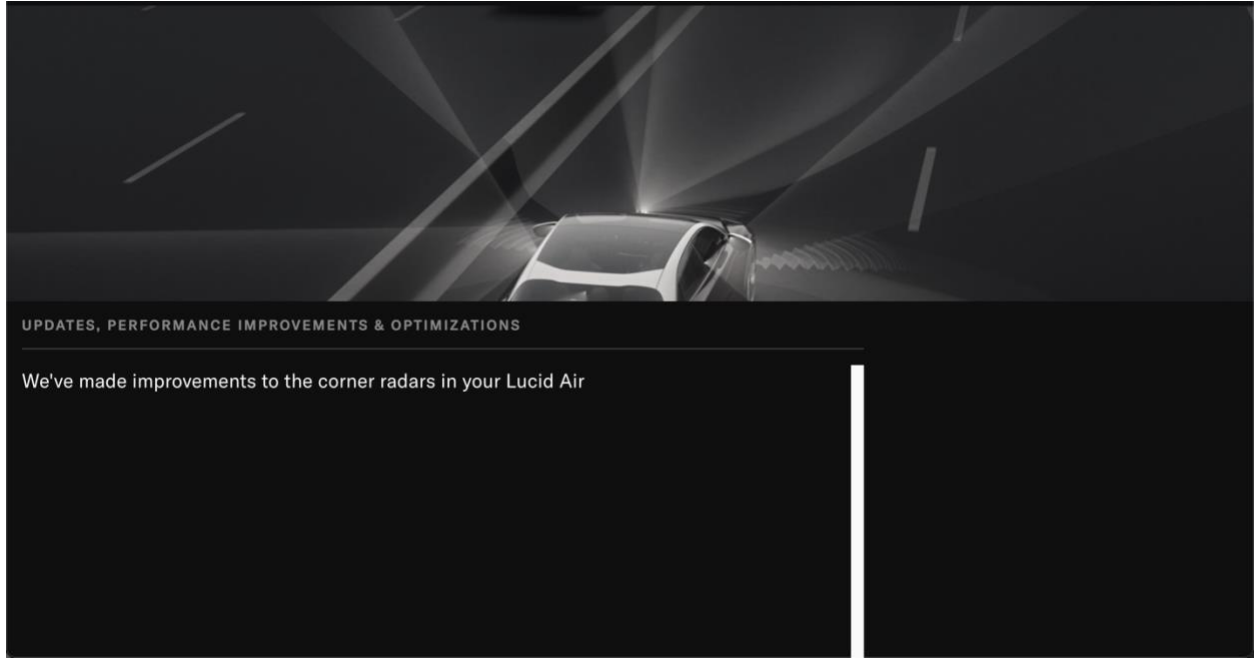 UPDATES, PERFORMANCE IMPROVEMENTS & OPTIMIZATIONS
We've made improvements to the corner radars in your Lucid Air